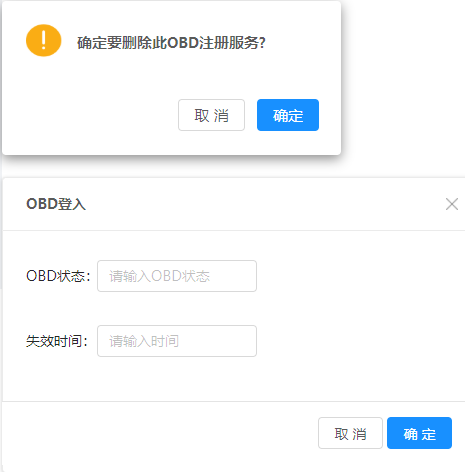 确定要删除此OBD注册服务?
取 消 确定
OBD登入
OBD状态： 请输入OBD状态
失效时间： 请输入时间
取 消 确 定